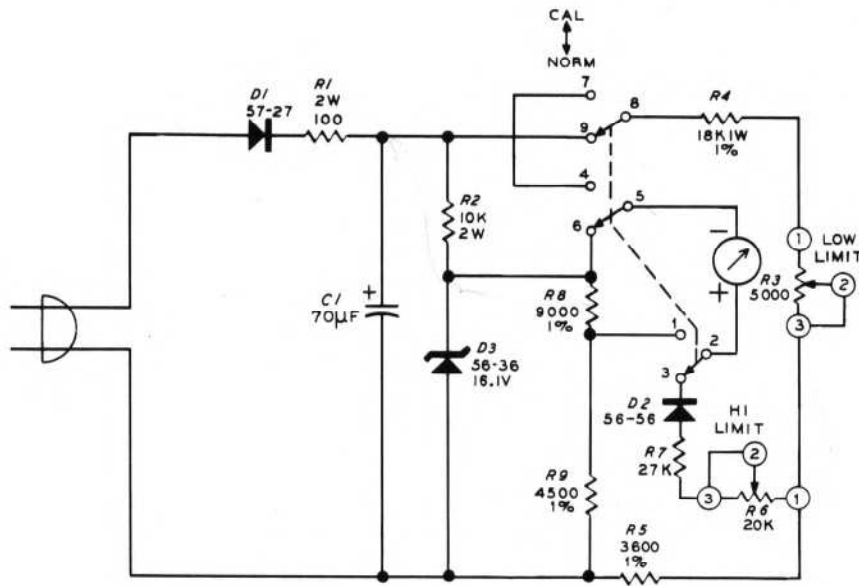 CAL
NORM
7
D1
57-27
R1
2W
100
9
8
R4
18K1W
1%
4
R2
10K
2W
6
5
−
+
1
LOW
LIMIT
R3
5000
2
3
C1
+
70µF
R8
9000
1%
1
2
3
D3
56-36
16.1V
D2
56-56
HI
LIMIT
R7
27K
2
3
R6
20K
1
R9
4500
1%
R5
3600
1%